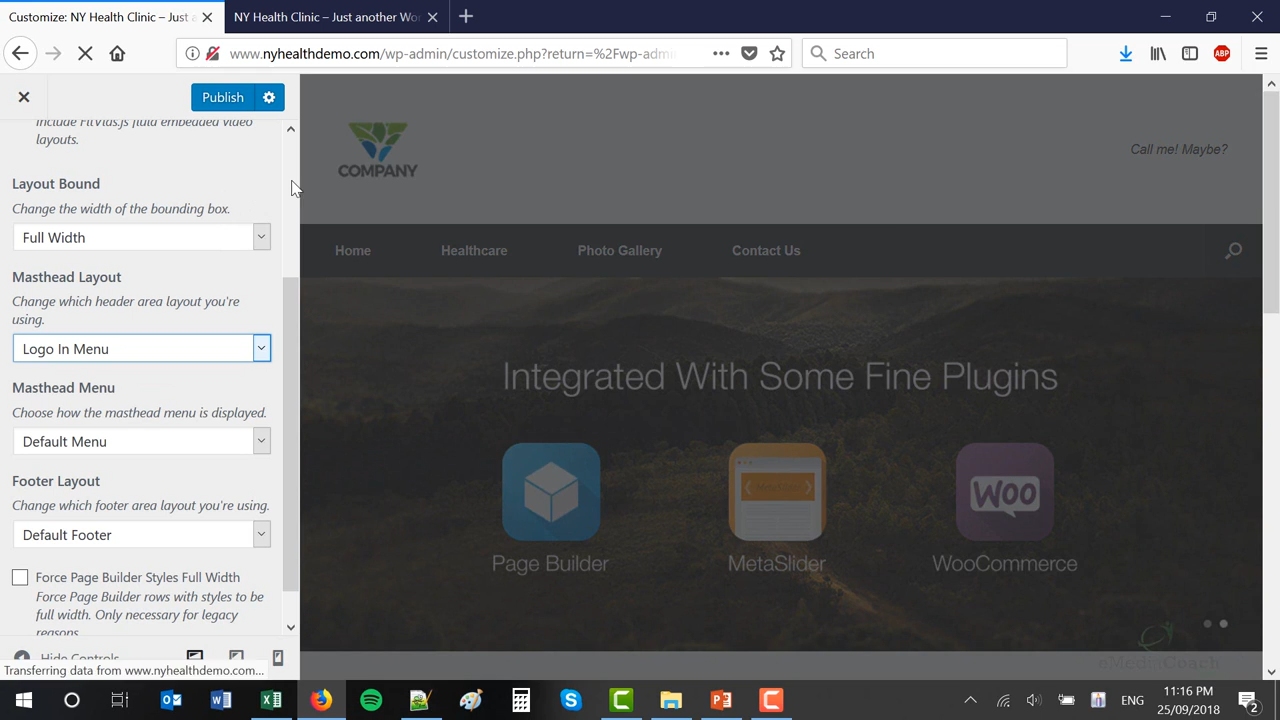 Customize: NY Health Clinic – Just a
NY Health Clinic – Just another Wo
www.nyhealthdemo.com/wp-admin/customize.php?return=%2Fwp-admi
Search
ABP
Publish
Include FitVids.js fluid embedded video
layouts.
Layout Bound
Change the width of the bounding box.
Full Width
Masthead Layout
Change which header area layout you're
using.
Logo In Menu
Masthead Menu
Choose how the masthead menu is displayed.
Default Menu
Footer Layout
Change which footer area layout you're using.
Default Footer
Force Page Builder Styles Full Width
Force Page Builder rows with styles to be
full width. Only necessary for legacy
reasons.
Hide Controls
Transferring data from www.nyhealthdemo.com...
COMPANY
Call me! Maybe?
Home
Healthcare
Photo Gallery
Contact Us
Integrated With Some Fine Plugins
WOO
Page Builder
MetaSlider
WooCommerce
eMediaCoach
ENG
11:16 PM
25/09/2018
2